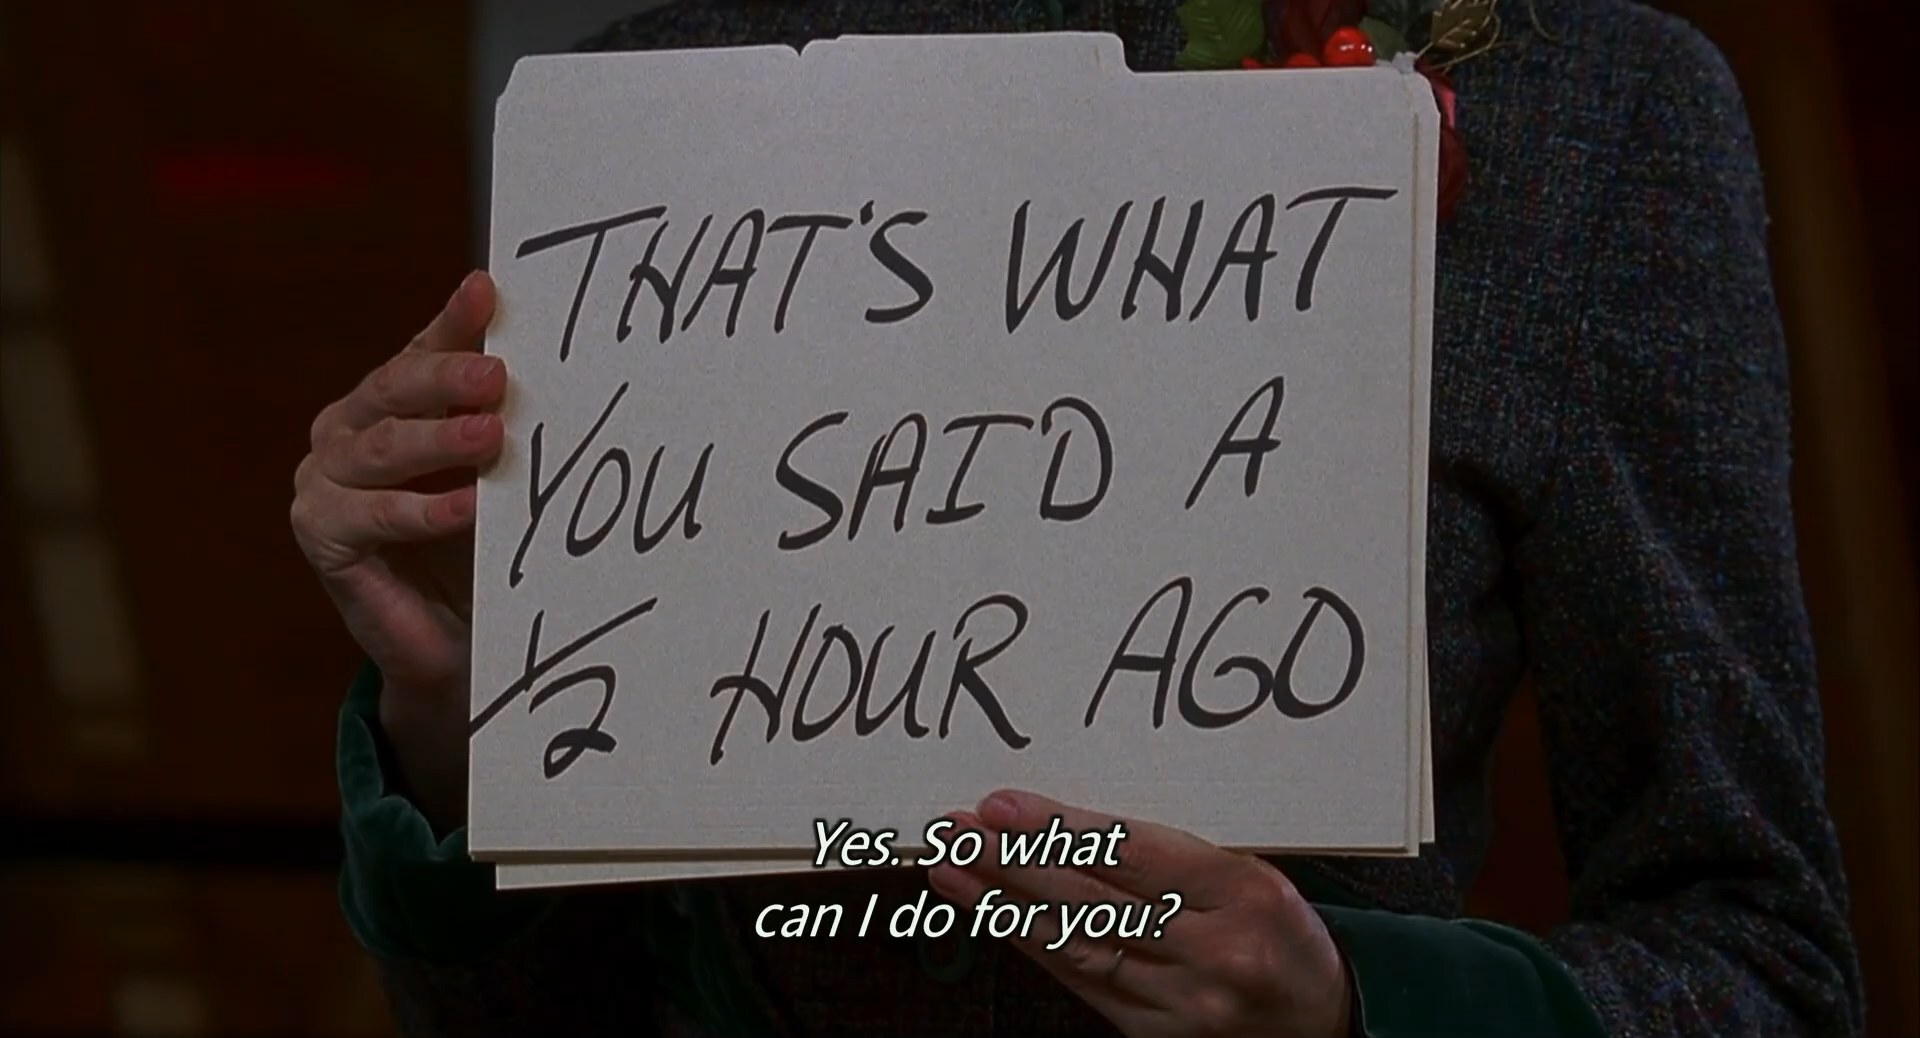 THAT'S WHAT
YOU SAID A
1/2 HOUR AGO
Yes. So what
can I do for you?